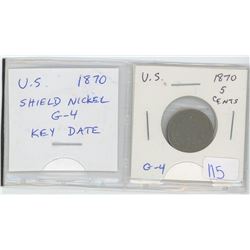 U.S. 1870
SHIELD NICKEL
G-4
KEY DATE
U.S. 1870
5
CENTS
G-4
115